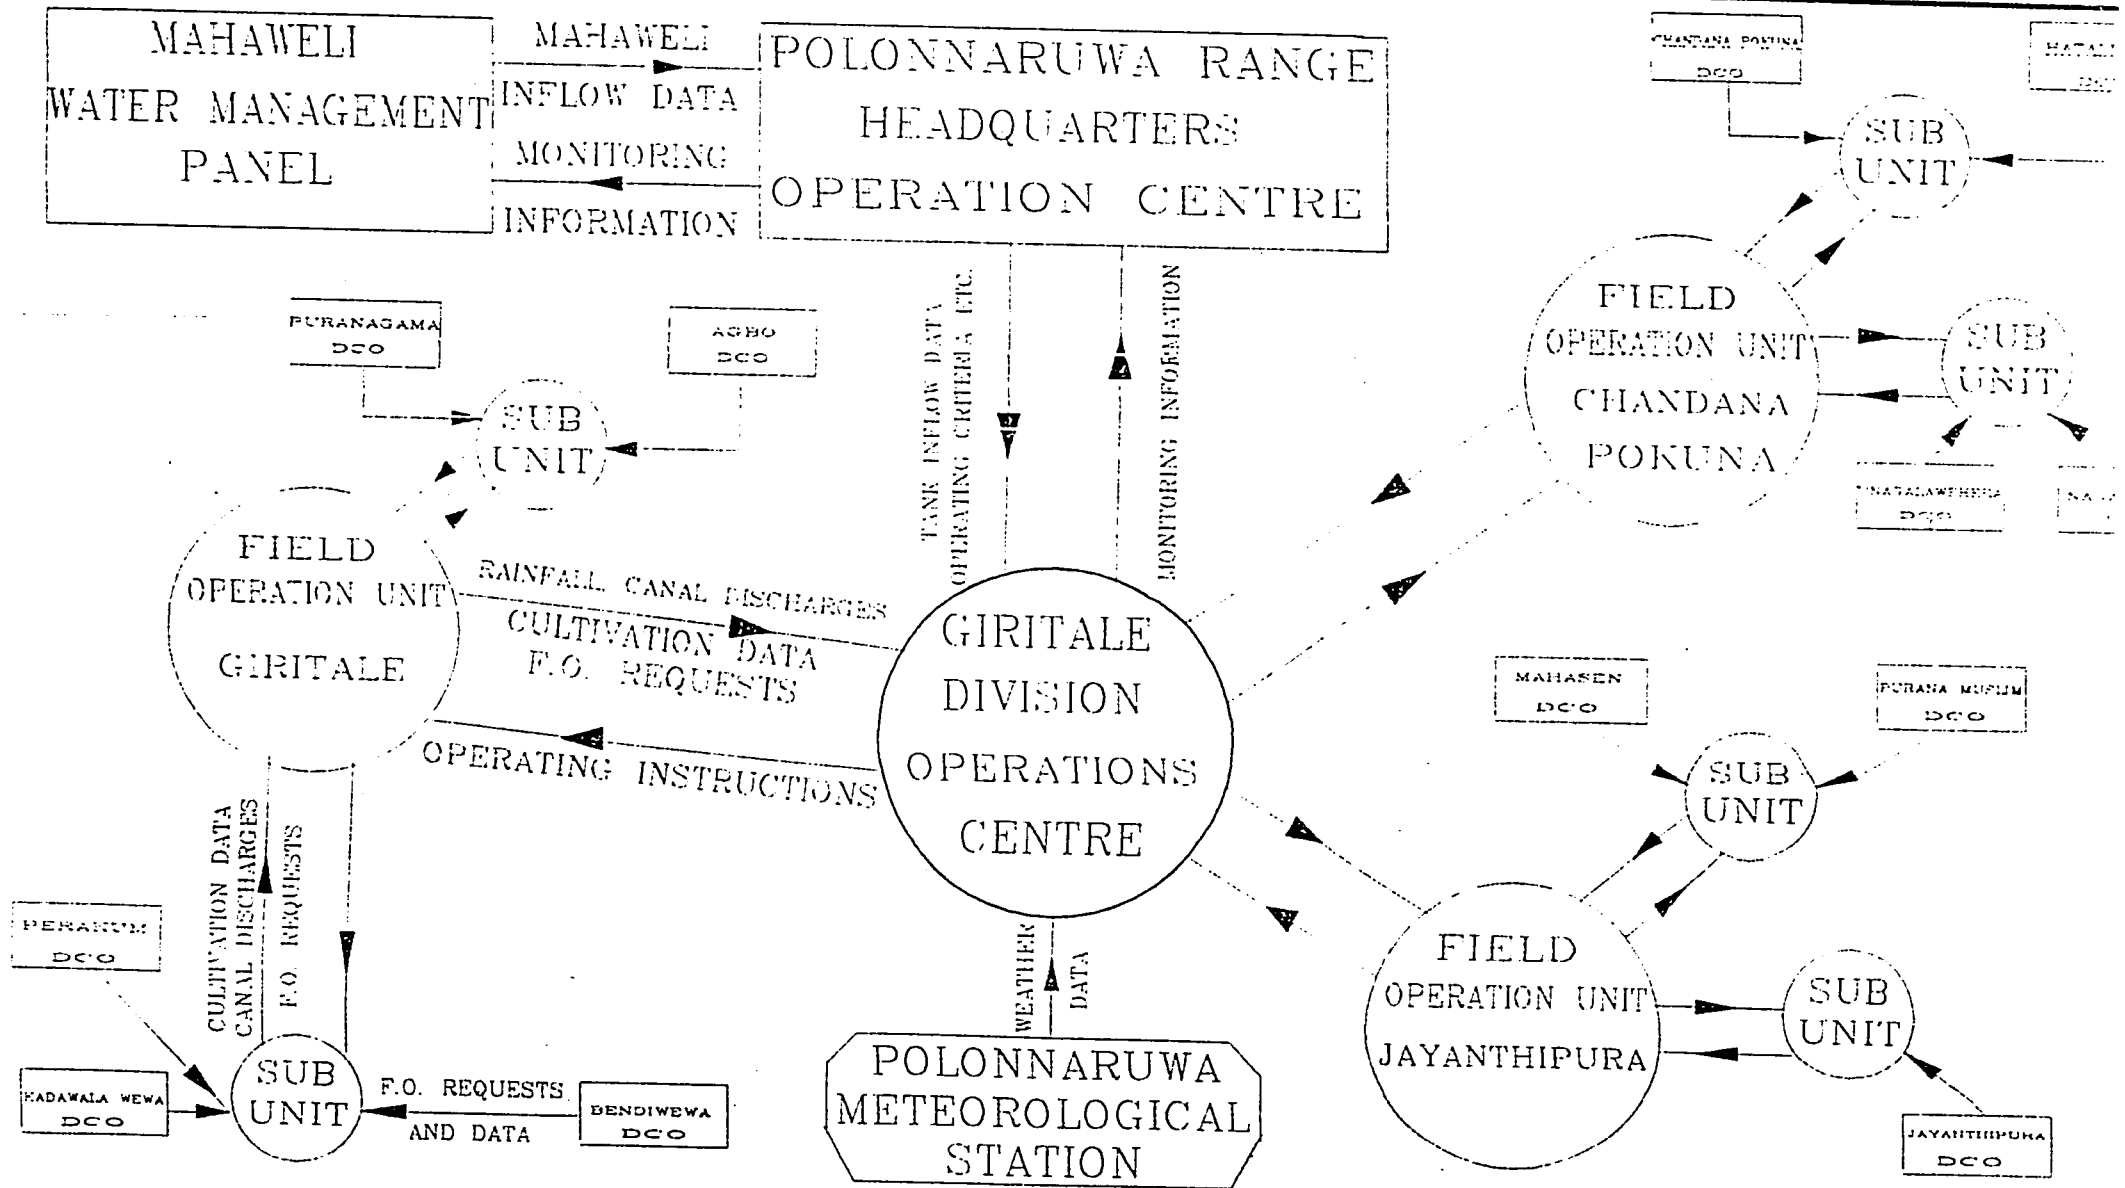 MAHAWELI
WATER MANAGEMENT
PANEL
MAHAWELI
INFLOW DATA
MONITORING
INFORMATION
POLONNARUWA RANGE
HEADQUARTERS
OPERATION CENTRE
CHANDANA POKUNA
DCO
SUB
UNIT
FIELD
OPERATION UNIT
CHANDANA
POKUNA
SUB
UNIT
DCO
PURANAGAMA
DCO
AGBO
DCO
SUB
UNIT
TANK INFLOW DATA
OPERATING CRITERIA ETC.
MONITORING INFORMATION
FIELD
OPERATION UNIT
GIRITALE
RAINFALL, CANAL DISCHARGES
CULTIVATION DATA
F.O. REQUESTS
OPERATING INSTRUCTIONS
GIRITALE
DIVISION
OPERATIONS
CENTRE
MAHASEN
DCO
PURANA MUSLIM
DCO
SUB
UNIT
CULTIVATION DATA
CANAL DISCHARGES
F.O. REQUESTS
PERAKUM
DCO
KADAWALA WEWA
DCO
SUB
UNIT
F.O. REQUESTS
AND DATA
BENDIWEWA
DCO
WEATHER
DATA
POLONNARUWA
METEOROLOGICAL
STATION
FIELD
OPERATION UNIT
JAYANTHIPURA
SUB
UNIT
JAYANTHIPURA
DCO